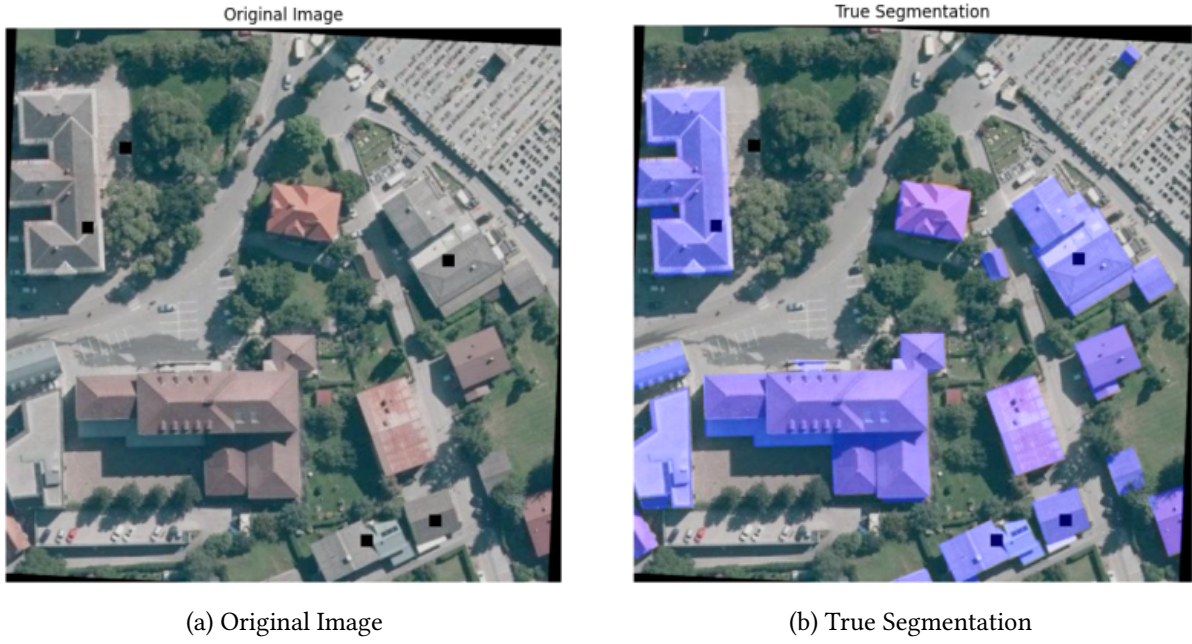 Original Image
True Segmentation
(a) Original Image
(b) True Segmentation